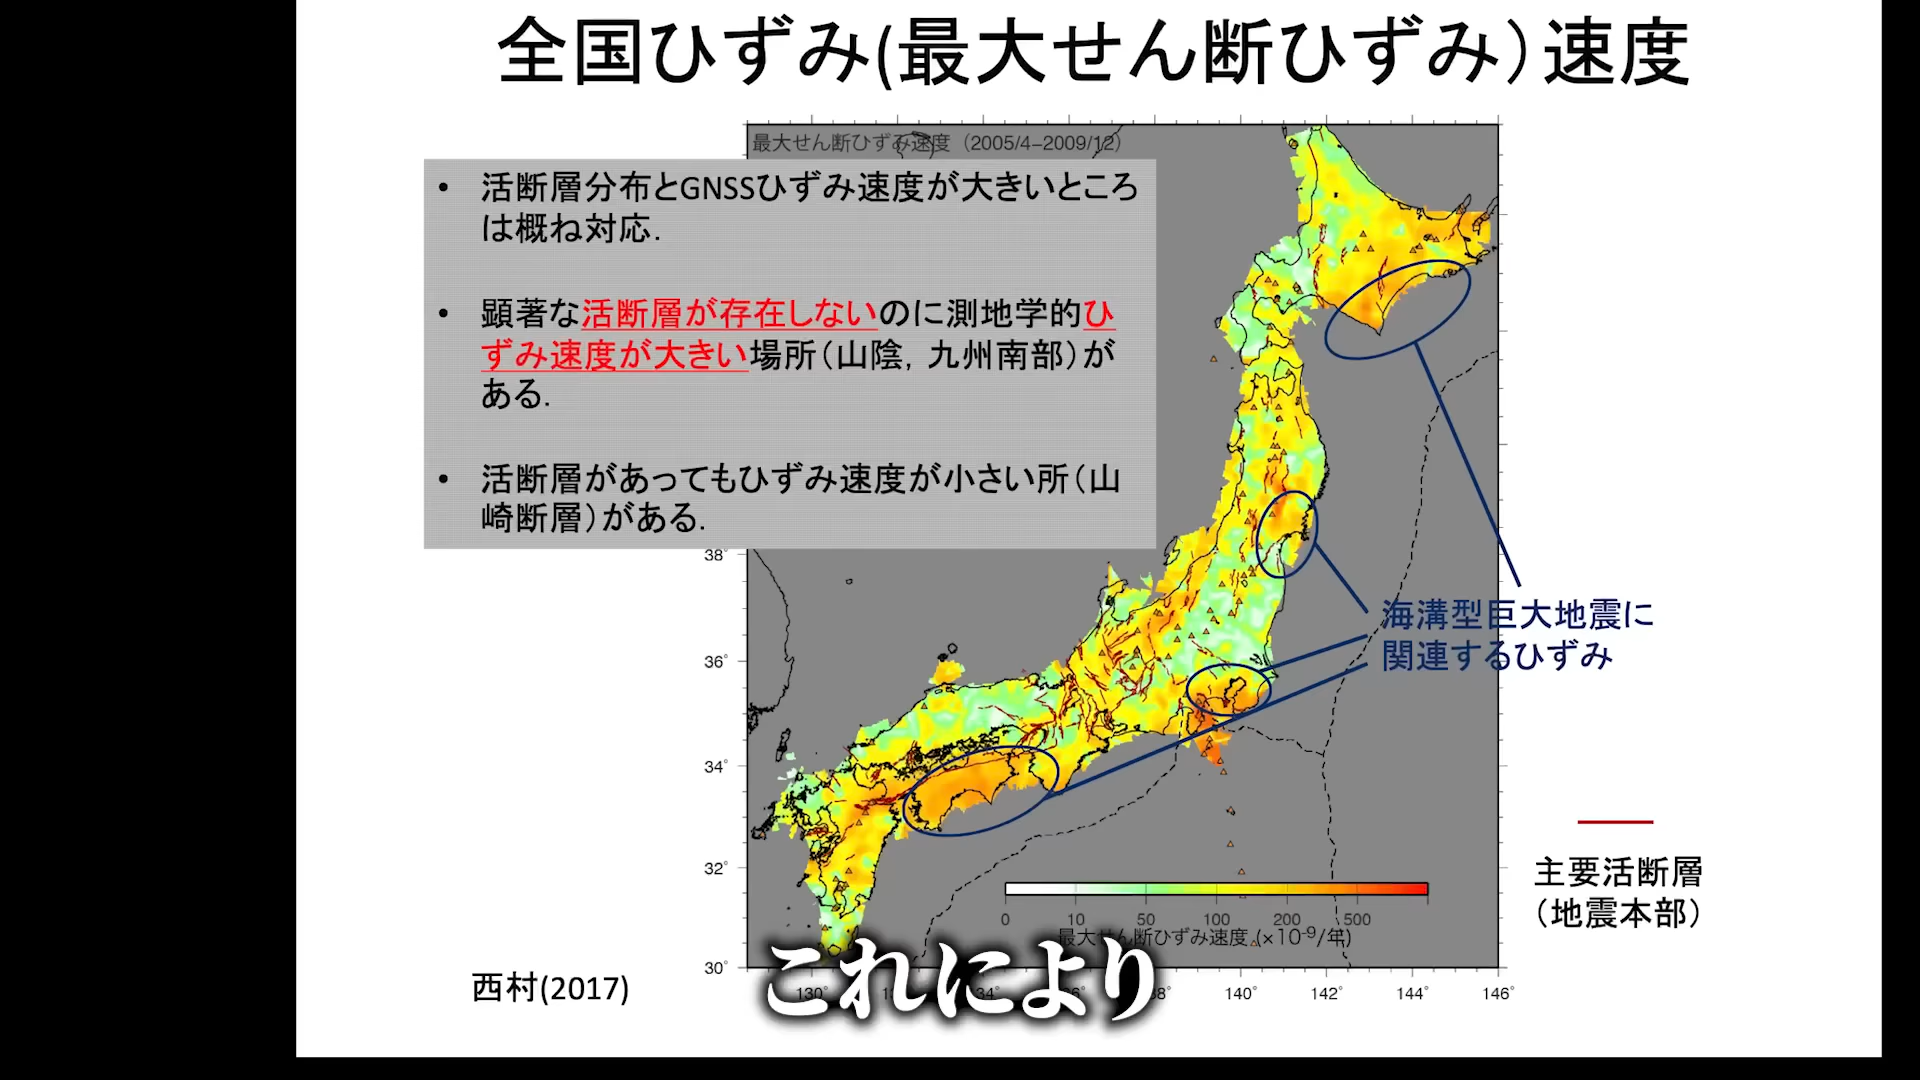 全国ひずみ(最大せん断ひずみ）速度
最大せん断ひずみ速度（2005/4−2009/12）
• 活断層分布とGNSSひずみ速度が大きいところ
は概ね対応.
• 顕著な活断層が存在しないのに測地学的ひ
ずみ速度が大きい場所（山陰，九州南部）が
ある.
• 活断層があってもひずみ速度が小さい所（山
崎断層）がある.
38°
36°
34°
32°
30°
海溝型巨大地震に
関連するひずみ
主要活断層
（地震本部）
0 10 50 100 200 500
最大せん断ひずみ速度 (×10-9/年)
130° 140° 142° 144° 146°
西村(2017)
これにより